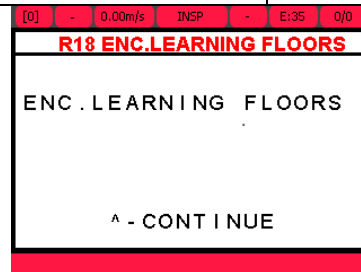 [0] - 0.00m/s INSP - E:35 0/0
R18 ENC.LEARNING FLOORS
ENC.LEARNING FLOORS
^-CONTINUE